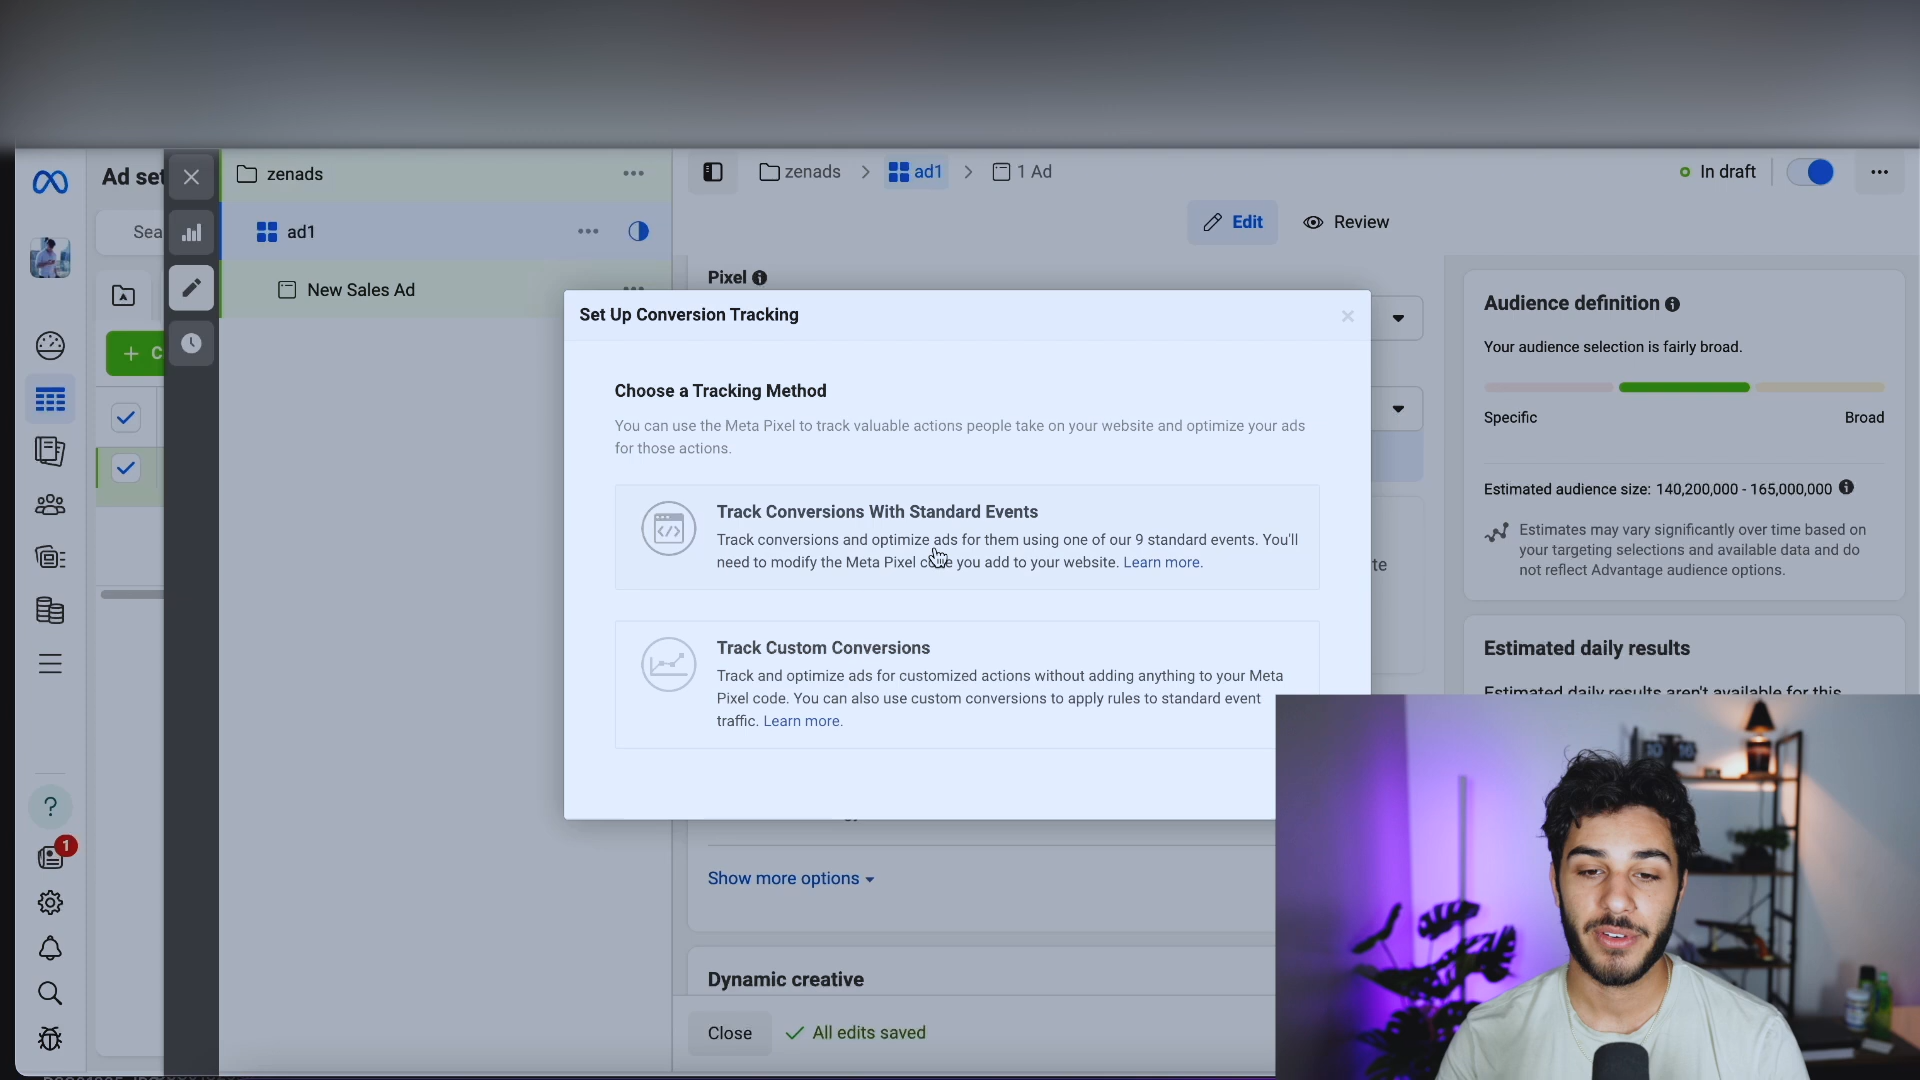 Ad set
zenads
zenads
ad1
1 Ad
In draft
Sea
ad1
Edit
Review
New Sales Ad
Pixel
Audience definition
Set Up Conversion Tracking
Your audience selection is fairly broad.
C
Choose a Tracking Method
You can use the Meta Pixel to track valuable actions people take on your website and optimize your ads
for those actions.
Specific
Broad
Estimated audience size: 140,200,000 - 165,000,000
Track Conversions With Standard Events
Track conversions and optimize ads for them using one of our 9 standard events. You'll
need to modify the Meta Pixel code you add to your website. Learn more.
Estimates may vary significantly over time based on
your targeting selections and available data and do
not reflect Advantage audience options.
te
Track Custom Conversions
Track and optimize ads for customized actions without adding anything to your Meta
Pixel code. You can also use custom conversions to apply rules to standard event
traffic. Learn more.
Estimated daily results
Estimated daily results aren't available for this
10 16
1
Show more options
Dynamic creative
Close
All edits saved